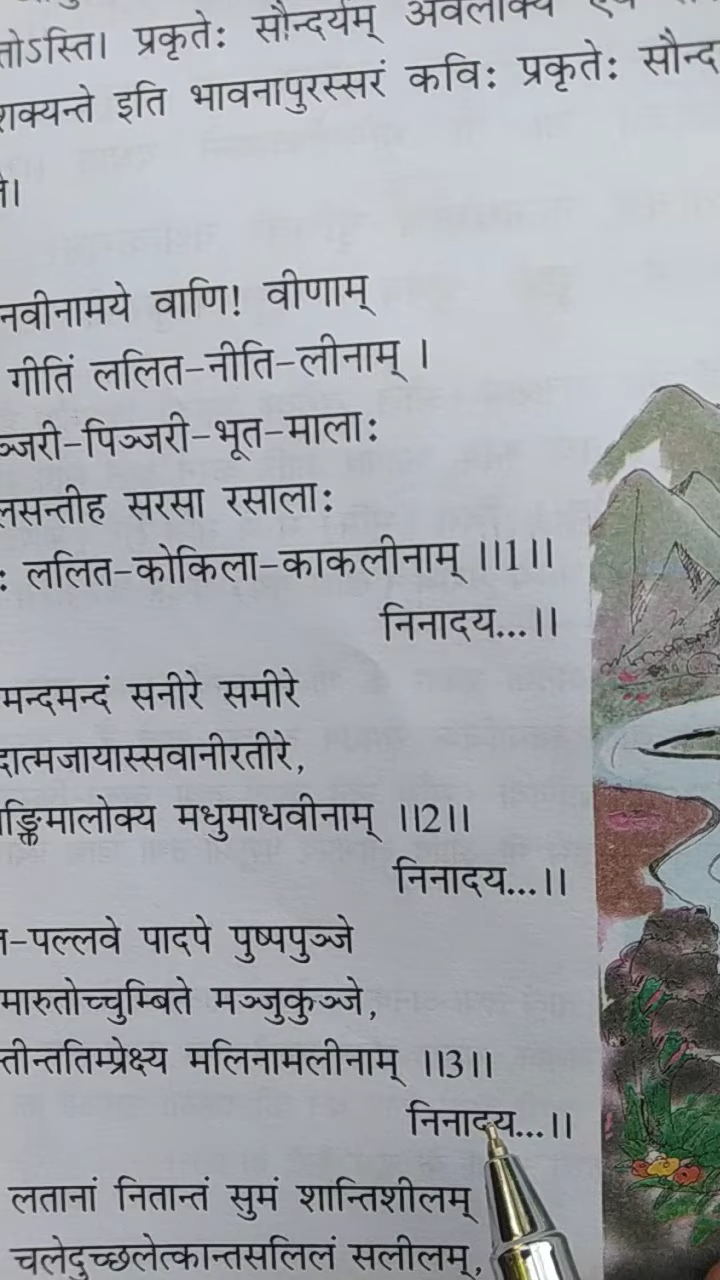 तोऽस्ति। प्रकृतेः सौन्दर्यम् अवलोक्य एव
शक्यन्ते इति भावनापुरस्सरं कविः प्रकृतेः सौन्द
ते।
नवीनामये वाणि! वीणाम्
गीतिं ललित-नीति-लीनाम् ।
ञ्जरी-पिञ्जरी-भूत-मालाः
लसन्तीह सरसा रसालाः
: ललित-कोकिला-काकलीनाम् ।।1।।
निनादय...।।
मन्दमन्दं सनीरे समीरे
दात्मजायास्सवानीरतीरे,
ङ्क्तिमालोक्य मधुमाधवीनाम् ।।2।।
निनादय...।।
त-पल्लवे पादपे पुष्पपुञ्जे
मारुतोच्चुम्बिते मञ्जुकुञ्जे,
न्तीन्ततिम्प्रेक्ष्य मलिनामलीनाम् ।।3।।
निनादय...।।
लतानां नितान्तं सुमं शान्तिशीलम्
चलेदुच्छलेत्कान्तसलिलं सलीलम्,